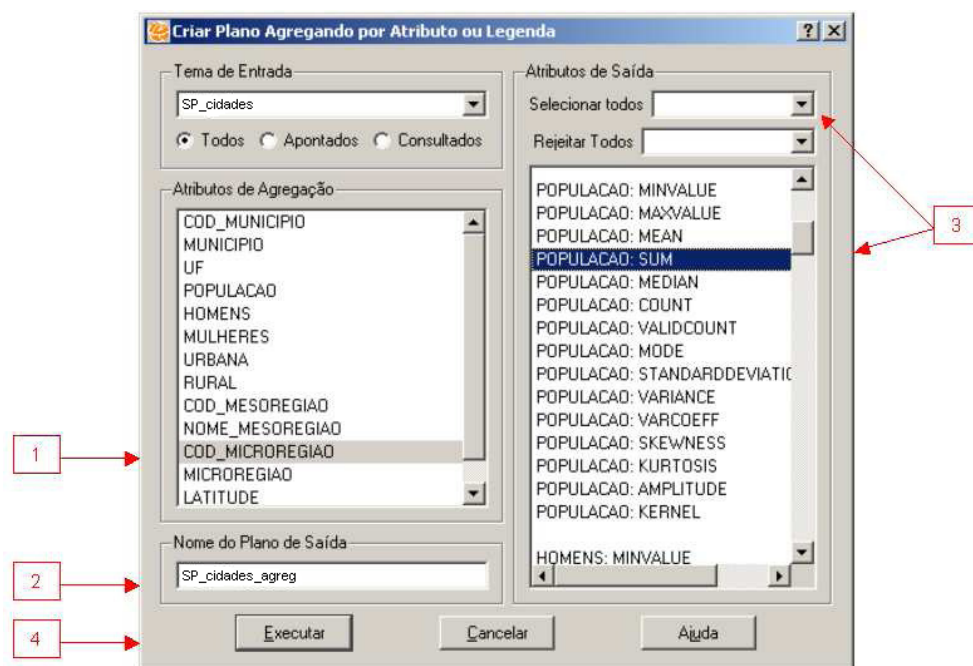 Criar Plano Agregando por Atributo ou Legenda
Tema de Entrada
SP_cidades
Todos Apontados Consultados
Atributos de Agregação
COD_MUNICIPIO
MUNICIPIO
UF
POPULACAO
HOMENS
MULHERES
URBANA
RURAL
COD_MESOREGIAO
NOME_MESOREGIAO
COD_MICROREGIAO
MICROREGIAO
LATITUDE
Nome do Plano de Saída
SP_cidades_agreg
Atributos de Saída
Selecionar todos
Rejeitar Todos
POPULACAO: MINVALUE
POPULACAO: MAXVALUE
POPULACAO: MEAN
POPULACAO: SUM
POPULACAO: MEDIAN
POPULACAO: COUNT
POPULACAO: VALIDCOUNT
POPULACAO: MODE
POPULACAO: STANDARDDEVIATIO
POPULACAO: VARIANCE
POPULACAO: VARCOEFF
POPULACAO: SKEWNESS
POPULACAO: KURTOSIS
POPULACAO: AMPLITUDE
POPULACAO: KERNEL
HOMENS: MINVALUE
Executar Cancelar Ajuda
1
2
3
4